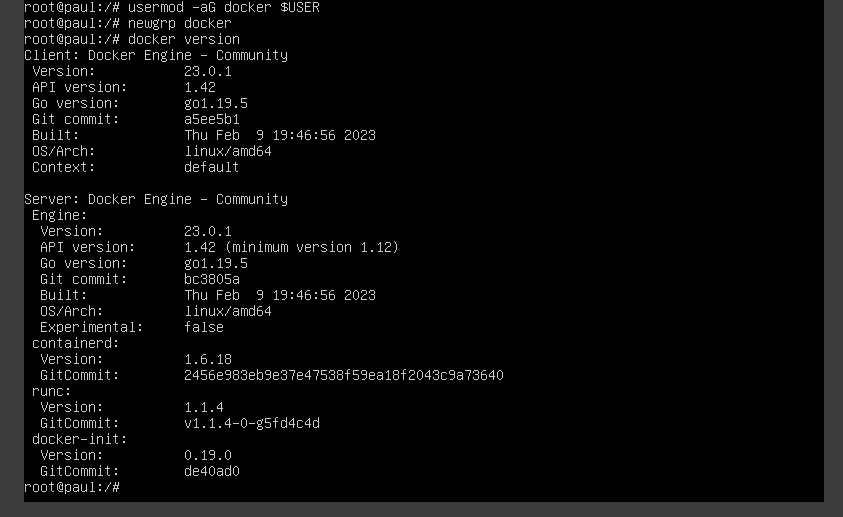 root@paul:/# usermod -aG docker $USER
root@paul:/# newgrp docker
root@paul:/# docker version
Client: Docker Engine - Community
 Version:           23.0.1
 API version:       1.42
 Go version:        go1.19.5
 Git commit:        a5ee5b1
 Built:             Thu Feb  9 19:46:56 2023
 OS/Arch:           linux/amd64
 Context:           default

Server: Docker Engine - Community
 Engine:
  Version:          23.0.1
  API version:      1.42 (minimum version 1.12)
  Go version:       go1.19.5
  Git commit:       bc3805a
  Built:            Thu Feb  9 19:46:56 2023
  OS/Arch:          linux/amd64
  Experimental:     false
 containerd:
  Version:          1.6.18
  GitCommit:        2456e983eb9e37e47538f59ea18f2043c9a73640
 runc:
  Version:          1.1.4
  GitCommit:        v1.1.4-0-g5fd4c4d
 docker-init:
  Version:          0.19.0
  GitCommit:        de40ad0
root@paul:/#